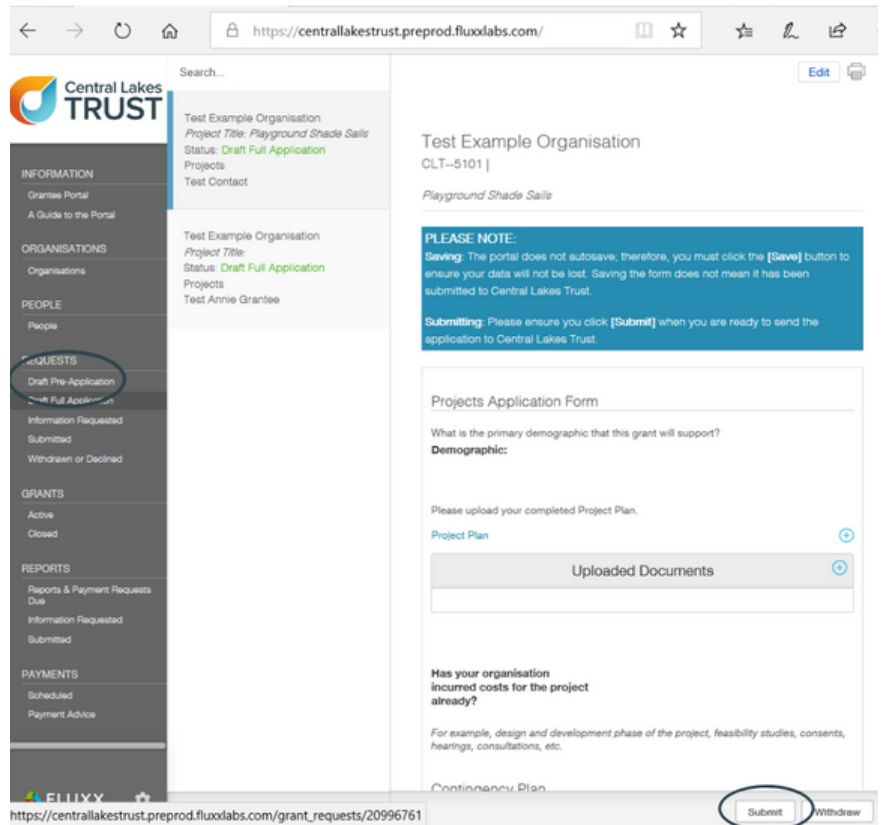 https://centrallakestrust.preprod.fluxxlabs.com/
Central Lakes
TRUST
INFORMATION
Grantee Portal
A Guide to the Portal
ORGANISATIONS
Organisations
PEOPLE
People
REQUESTS
Draft Pre-Application
Draft Full Application
Information Requested
Submitted
Withdrawn or Declined
GRANTS
Active
Closed
REPORTS
Reports & Payment Requests
Due
Information Requested
Submitted
PAYMENTS
Scheduled
Payment Advice
FLUXX
Search...
Test Example Organisation
Project Title: Playground Shade Sails
Status: Draft Full Application
Projects
Test Contact
Test Example Organisation
Project Title:
Status: Draft Full Application
Projects
Test Annie Grantee
Edit
Test Example Organisation
CLT--5101 |
Playground Shade Sails
PLEASE NOTE:
Saving: The portal does not autosave; therefore, you must click the [Save] button to
ensure your data will not be lost. Saving the form does not mean it has been
submitted to Central Lakes Trust.
Submitting: Please ensure you click [Submit] when you are ready to send the
application to Central Lakes Trust.
Projects Application Form
What is the primary demographic that this grant will support?
Demographic:
Please upload your completed Project Plan.
Project Plan
Uploaded Documents
Has your organisation
incurred costs for the project
already?
For example, design and development phase of the project, feasibility studies, consents,
hearings, consultations, etc.
Contingency Plan
Submit
Withdraw
https://centrallakestrust.preprod.fluxxlabs.com/grant_requests/20996761